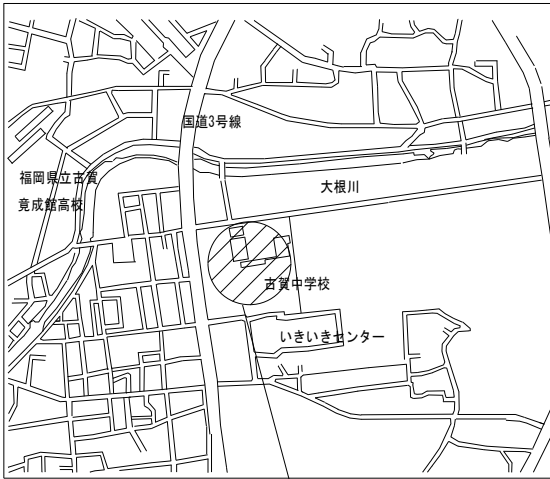 国道3号線
福岡県立古賀
竟成館高校
大根川
古賀中学校
いきいきセンター